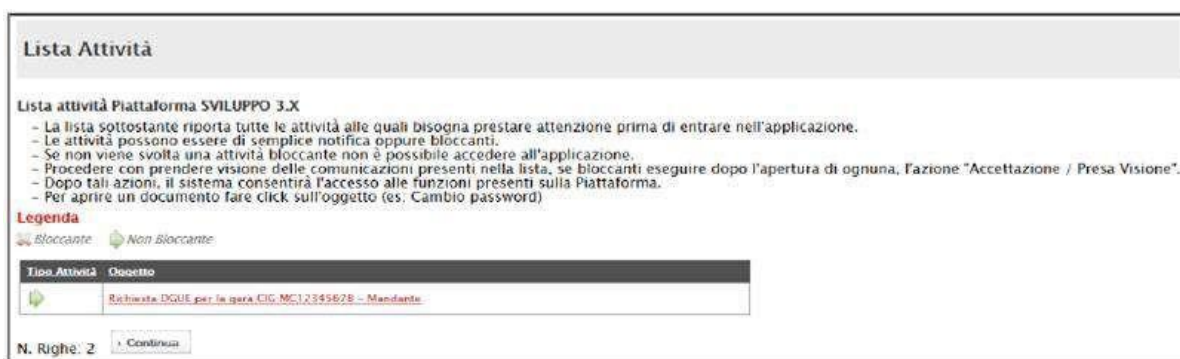 Lista Attività
Lista attività Piattaforma SVILUPPO 3.X
- La lista sottostante riporta tutte le attività alle quali bisogna prestare attenzione prima di entrare nell'applicazione.
- Le attività possono essere di semplice notifica oppure bloccanti.
- Se non viene svolta una attività bloccante non è possibile accedere all'applicazione.
- Procedere con prendere visione delle comunicazioni presenti nella lista, se bloccanti eseguire dopo l'apertura di ognuna, l'azione "Accettazione / Presa Visione".
- Dopo tali azioni, il sistema consentirà l'accesso alle funzioni presenti sulla Piattaforma.
- Per aprire un documento fare click sull'oggetto (es. Cambio password)
Legenda
Bloccante Non Bloccante
Tipo Attività Oggetto
Richiesta DGUE per la gara CIG MC12345678 - Mandante
N. Righe: 2 › Continua